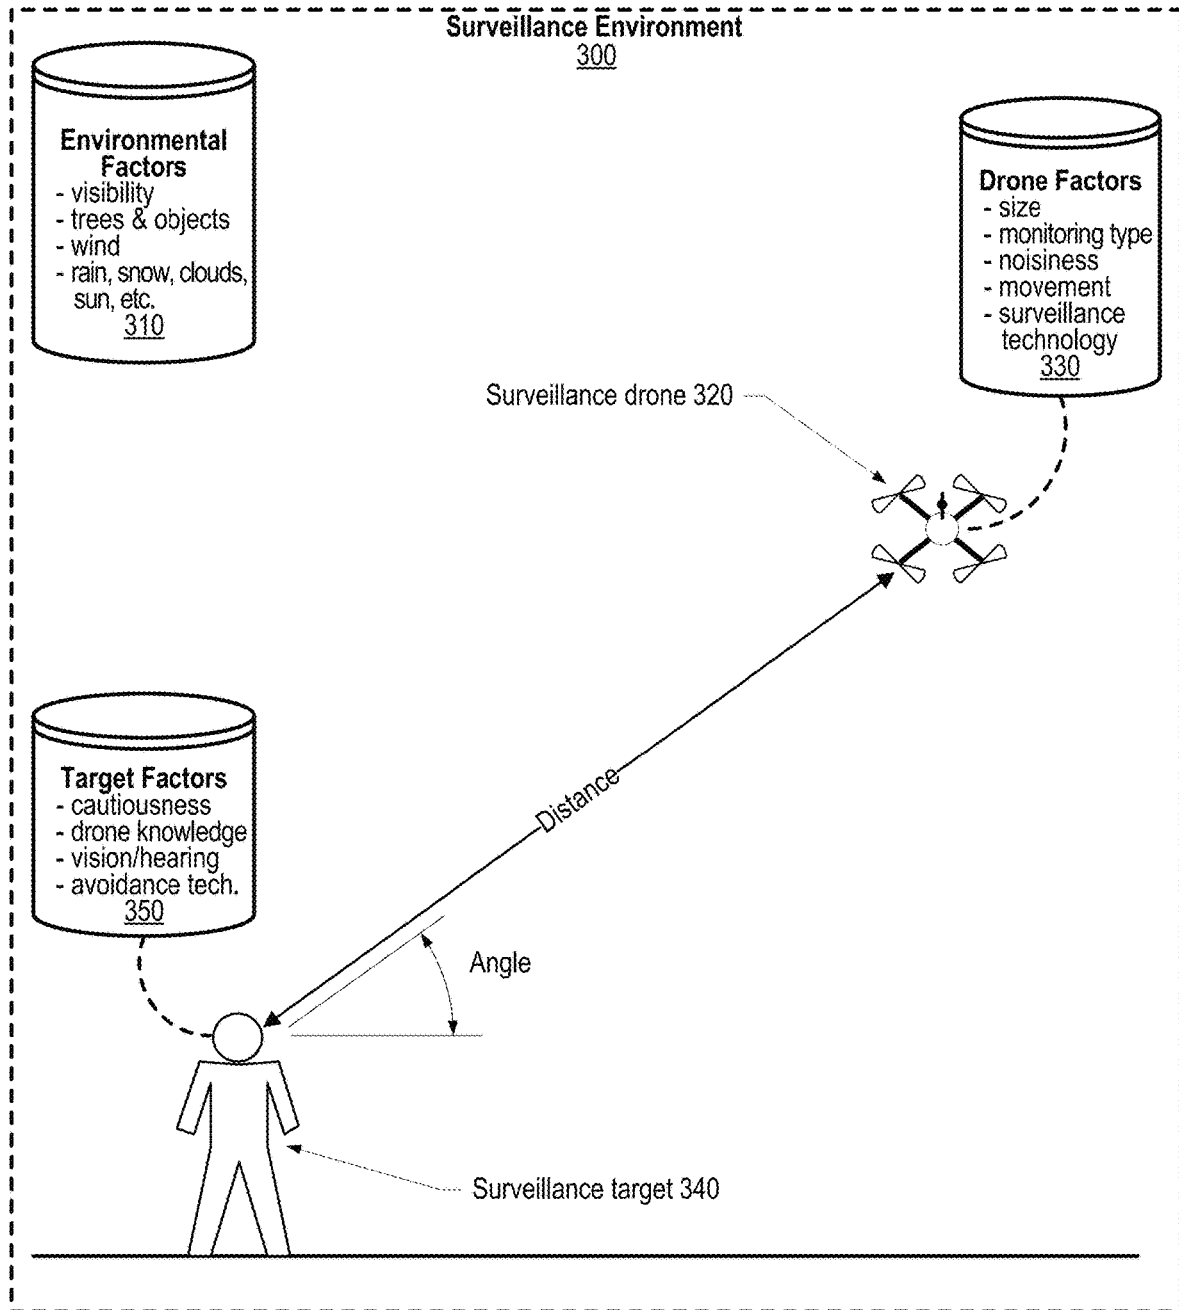 Surveillance Environment
300
Environmental
Factors
- visibility
- trees & objects
- wind
- rain, snow, clouds,
sun, etc.
310
Drone Factors
- size
- monitoring type
- noisiness
- movement
- surveillance
technology
330
Surveillance drone 320
Distance
Target Factors
- cautiousness
- drone knowledge
- vision/hearing
- avoidance tech.
350
Angle
Surveillance target 340